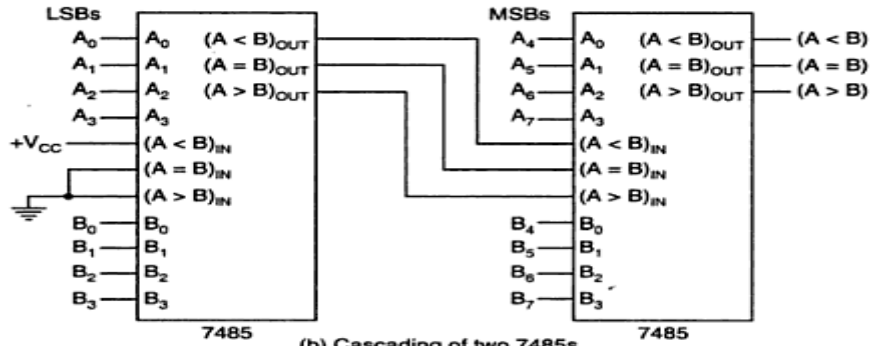 LSBs
MSBs
A₀ A₀ (A < B)OUT
A₁ A₁ (A = B)OUT
A₂ A₂ (A > B)OUT
A₃ A₃
+VCC (A < B)IN
(A = B)IN
(A > B)IN
B₀ B₀
B₁ B₁
B₂ B₂
B₃ B₃
7485
A₄ A₀ (A < B)OUT (A < B)
A₅ A₁ (A = B)OUT (A = B)
A₆ A₂ (A > B)OUT (A > B)
A₇ A₃
(A < B)IN
(A = B)IN
(A > B)IN
B₄ B₀
B₅ B₁
B₆ B₂
B₇ B₃
7485
(b) Cascading of two 7485s